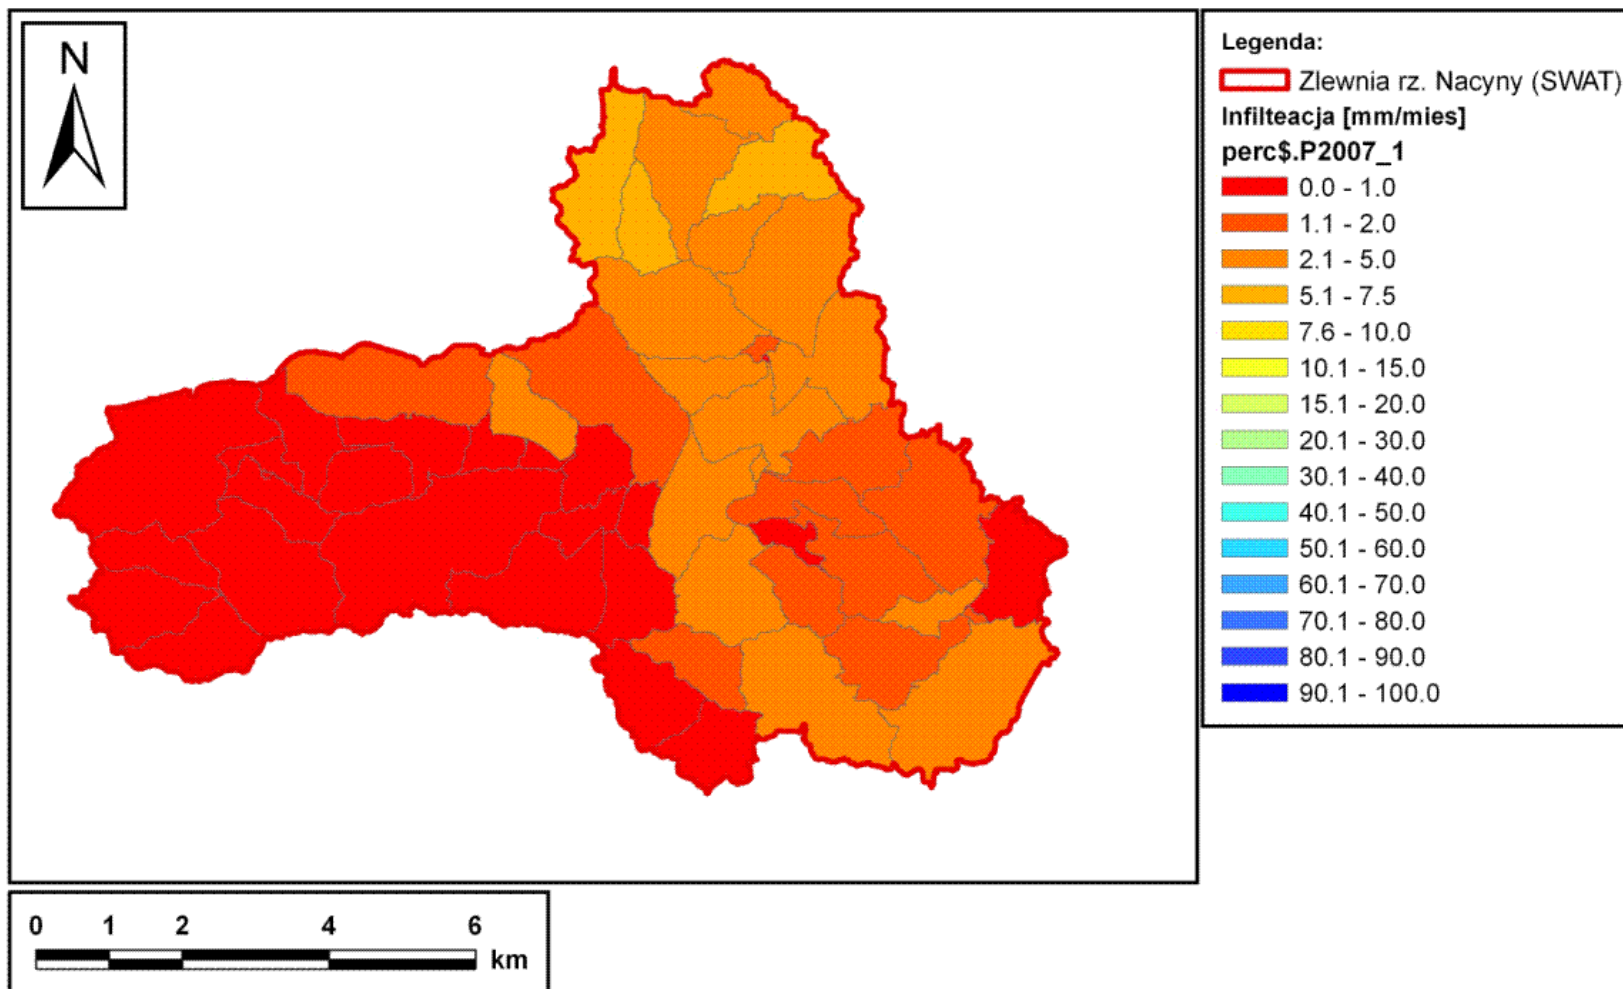 N
Legenda:
Zlewnia rz. Nacyny (SWAT)
Infilteacja [mm/mies]
perc$.P2007_1
0.0 - 1.0
1.1 - 2.0
2.1 - 5.0
5.1 - 7.5
7.6 - 10.0
10.1 - 15.0
15.1 - 20.0
20.1 - 30.0
30.1 - 40.0
40.1 - 50.0
50.1 - 60.0
60.1 - 70.0
70.1 - 80.0
80.1 - 90.0
90.1 - 100.0
0 1 2 4 6
km